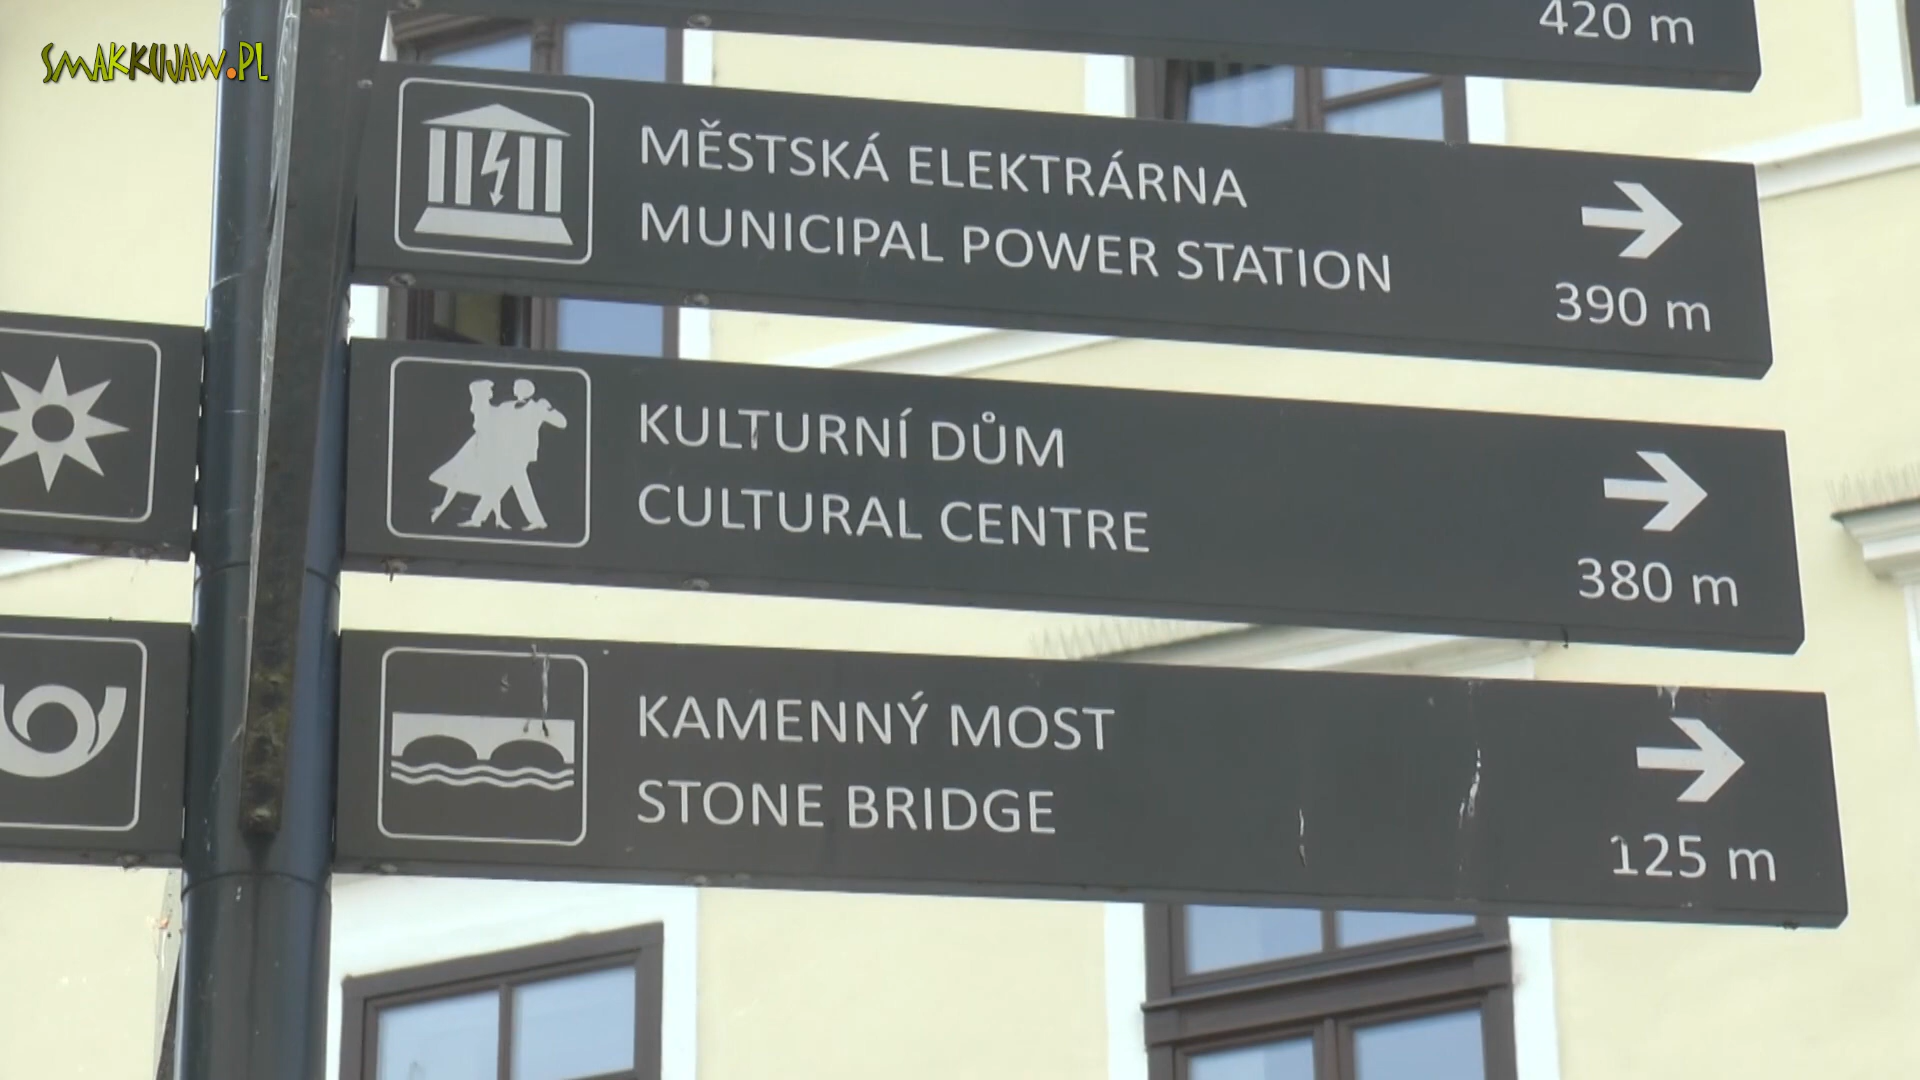 SMAKKUJAW.PL
420 m
MĚSTSKÁ ELEKTRÁRNA
MUNICIPAL POWER STATION
390 m
KULTURNÍ DŮM
CULTURAL CENTRE
380 m
KAMENNÝ MOST
STONE BRIDGE
125 m